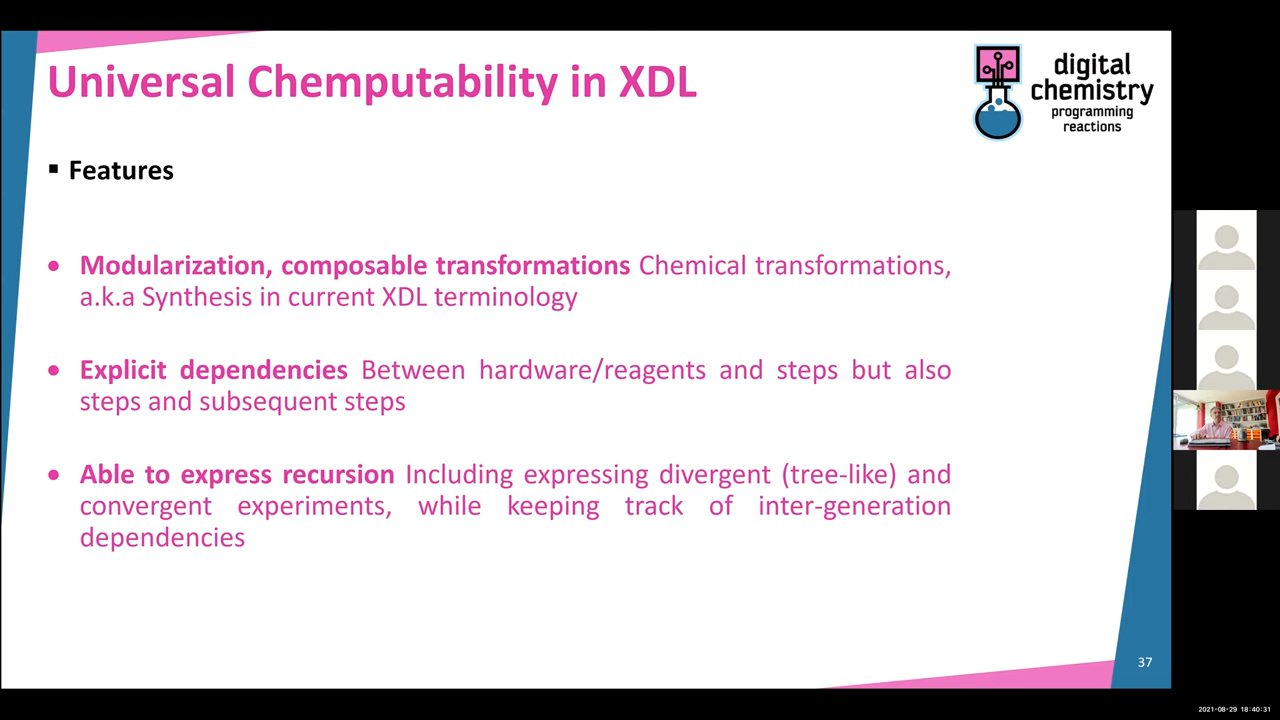 Universal Chemputability in XDL
digital
chemistry
programming
reactions
▪ Features
• Modularization, composable transformations Chemical transformations,
a.k.a Synthesis in current XDL terminology
• Explicit dependencies Between hardware/reagents and steps but also
steps and subsequent steps
• Able to express recursion Including expressing divergent (tree-like) and
convergent experiments, while keeping track of inter-generation
dependencies
37
2021-08-29 18:40:31